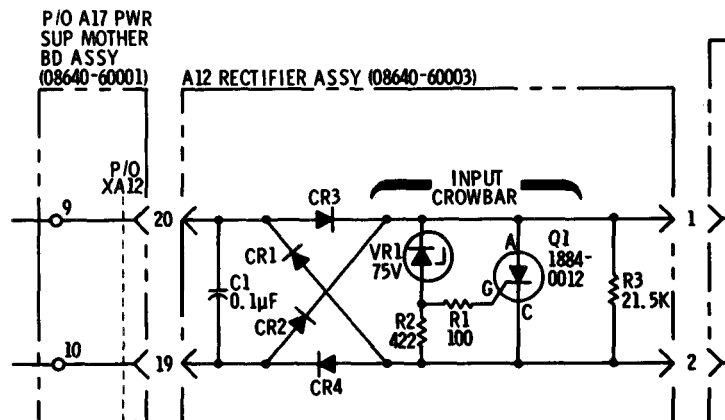 P/O A17 PWR
SUP MOTHER
BD ASSY
(08640-60001)
A12 RECTIFIER ASSY (08640-60003)
P/O
XA12
INPUT
CROWBAR
9
20
CR3
1
CR1
VR1
75V
A
Q1
1884-
0012
C1
0.1μF
G
R3
21.5K
CR2
R2
422
R1
100
C
10
19
CR4
2